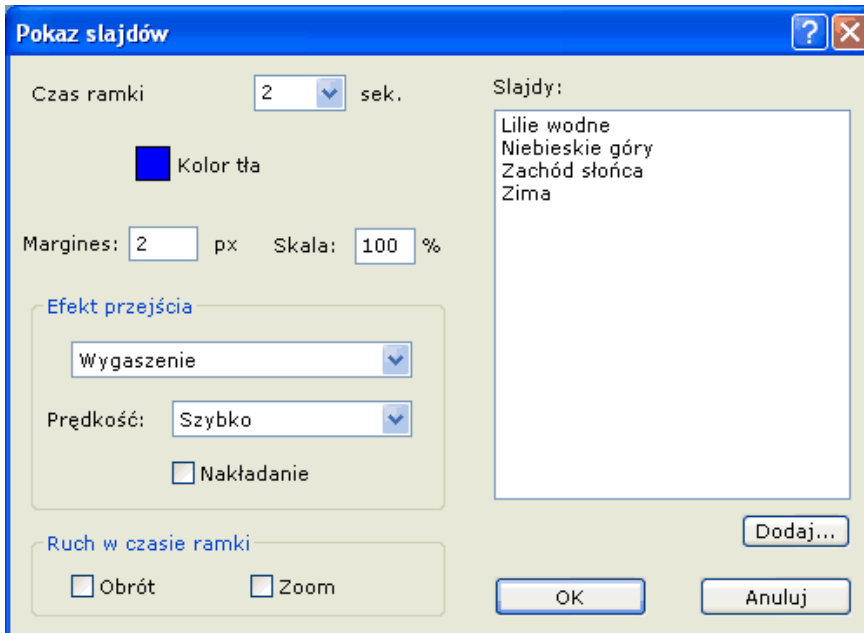 Pokaz slajdów
Czas ramki 2 sek.
Kolor tła
Margines: 2 px Skala: 100 %
Efekt przejścia
Wygaszenie
Prędkość: Szybko
Nakładanie
Ruch w czasie ramki
Obrót Zoom
Slajdy:
Lilie wodne
Niebieskie góry
Zachód słońca
Zima
Dodaj...
OK Anuluj